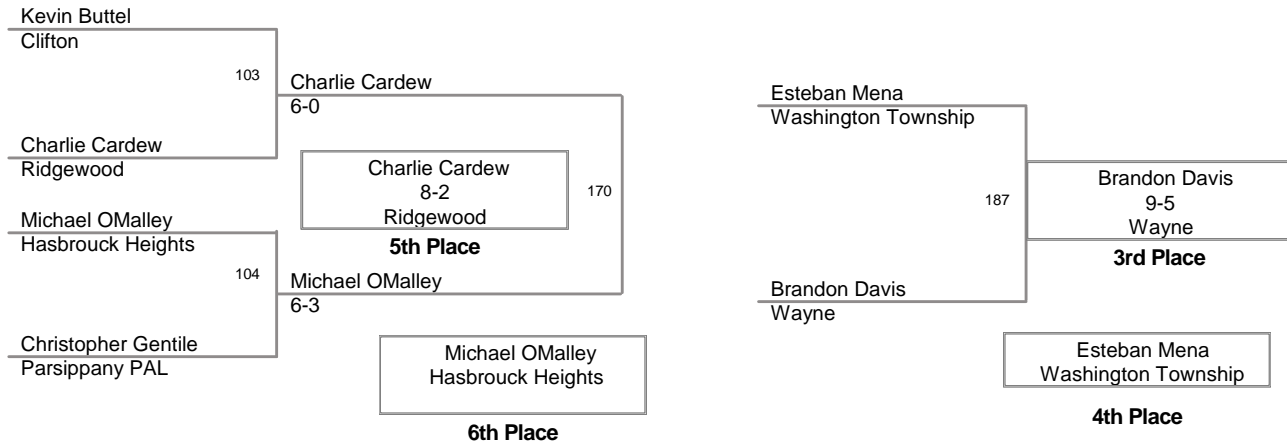 Kevin Buttel
Clifton
103
Charlie Cardew
6-0
Charlie Cardew
Ridgewood
Charlie Cardew
8-2
Ridgewood
5th Place
170
Michael OMalley
Hasbrouck Heights
104
Michael OMalley
6-3
Christopher Gentile
Parsippany PAL
Michael OMalley
Hasbrouck Heights
6th Place
Esteban Mena
Washington Township
187
Brandon Davis
9-5
Wayne
3rd Place
Brandon Davis
Wayne
Esteban Mena
Washington Township
4th Place